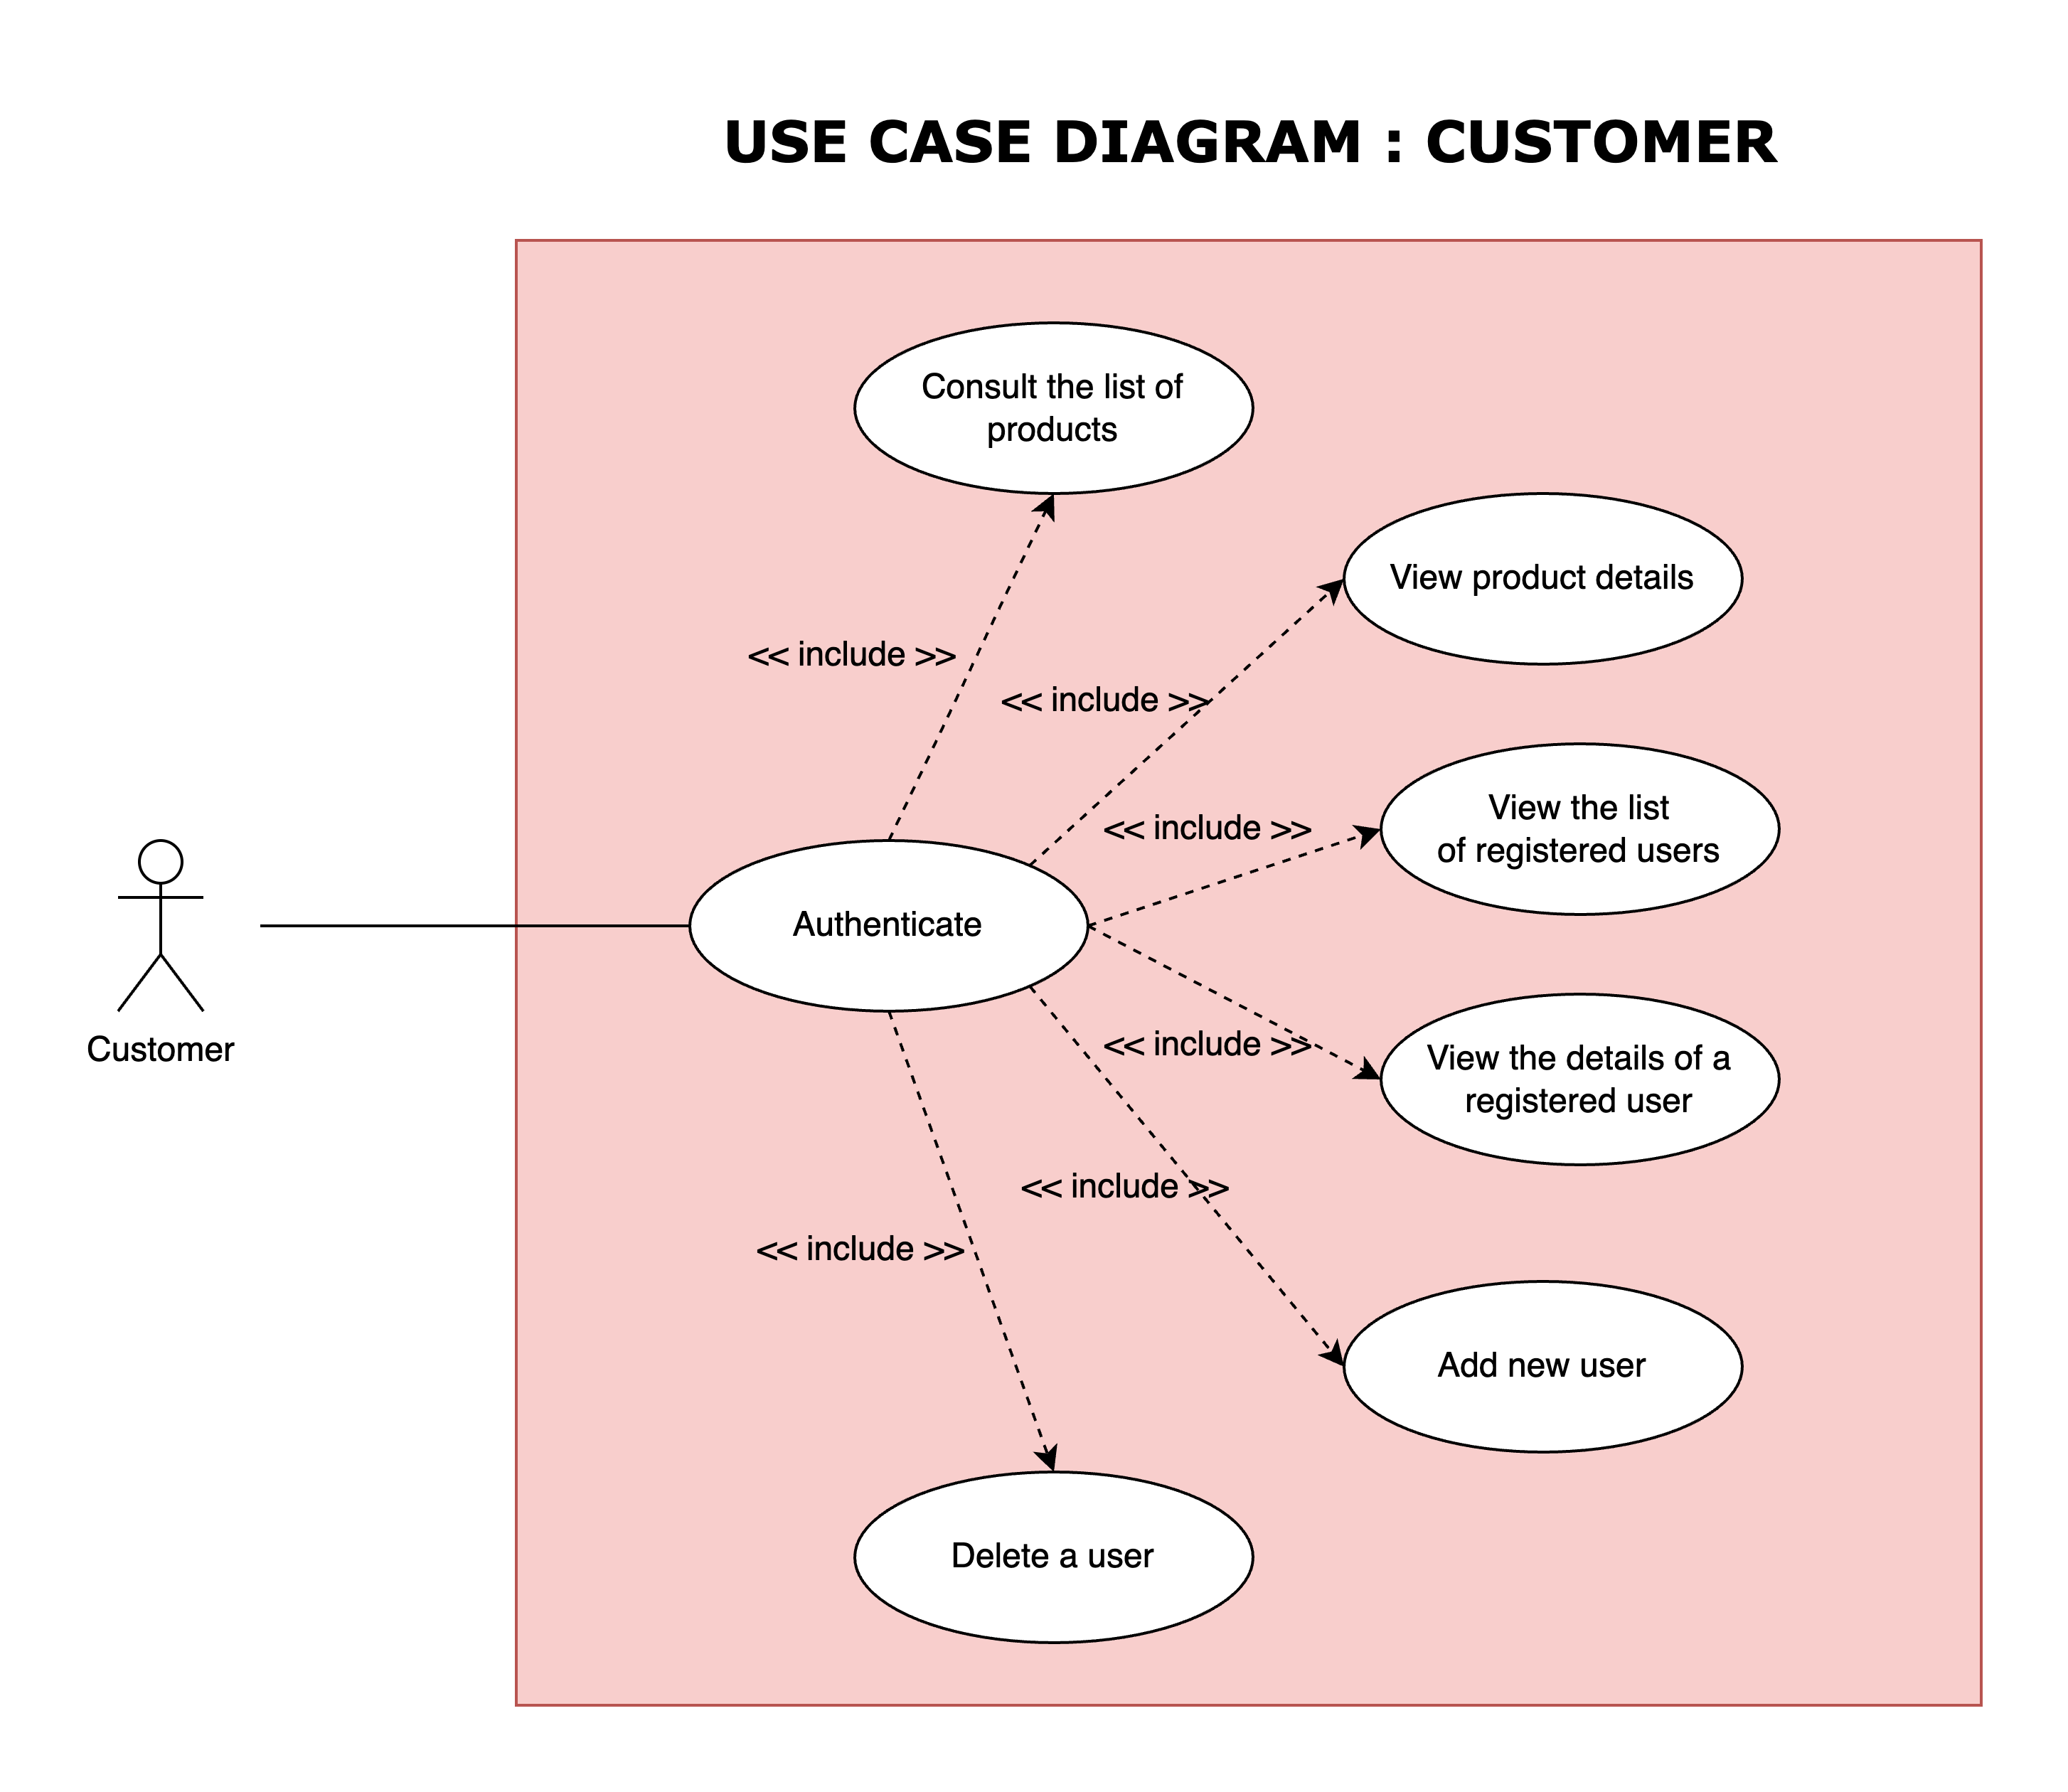 USE CASE DIAGRAM : CUSTOMER
Consult the list of
products
View product details
<< include >>
<< include >>
View the list
of registered users
<< include >>
Authenticate
Customer
<< include >>
View the details of a
registered user
<< include >>
<< include >>
Add new user
Delete a user